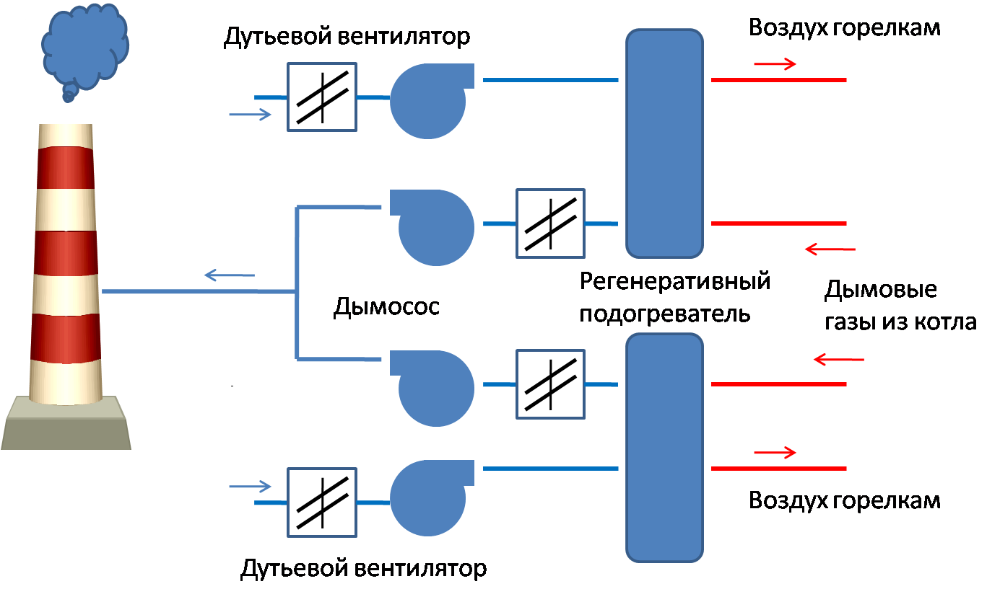 Дутьевой вентилятор
Воздух горелкам
Регенеративный
подогреватель
Дымосос
Дымовые
газы из котла
Воздух горелкам
Дутьевой вентилятор